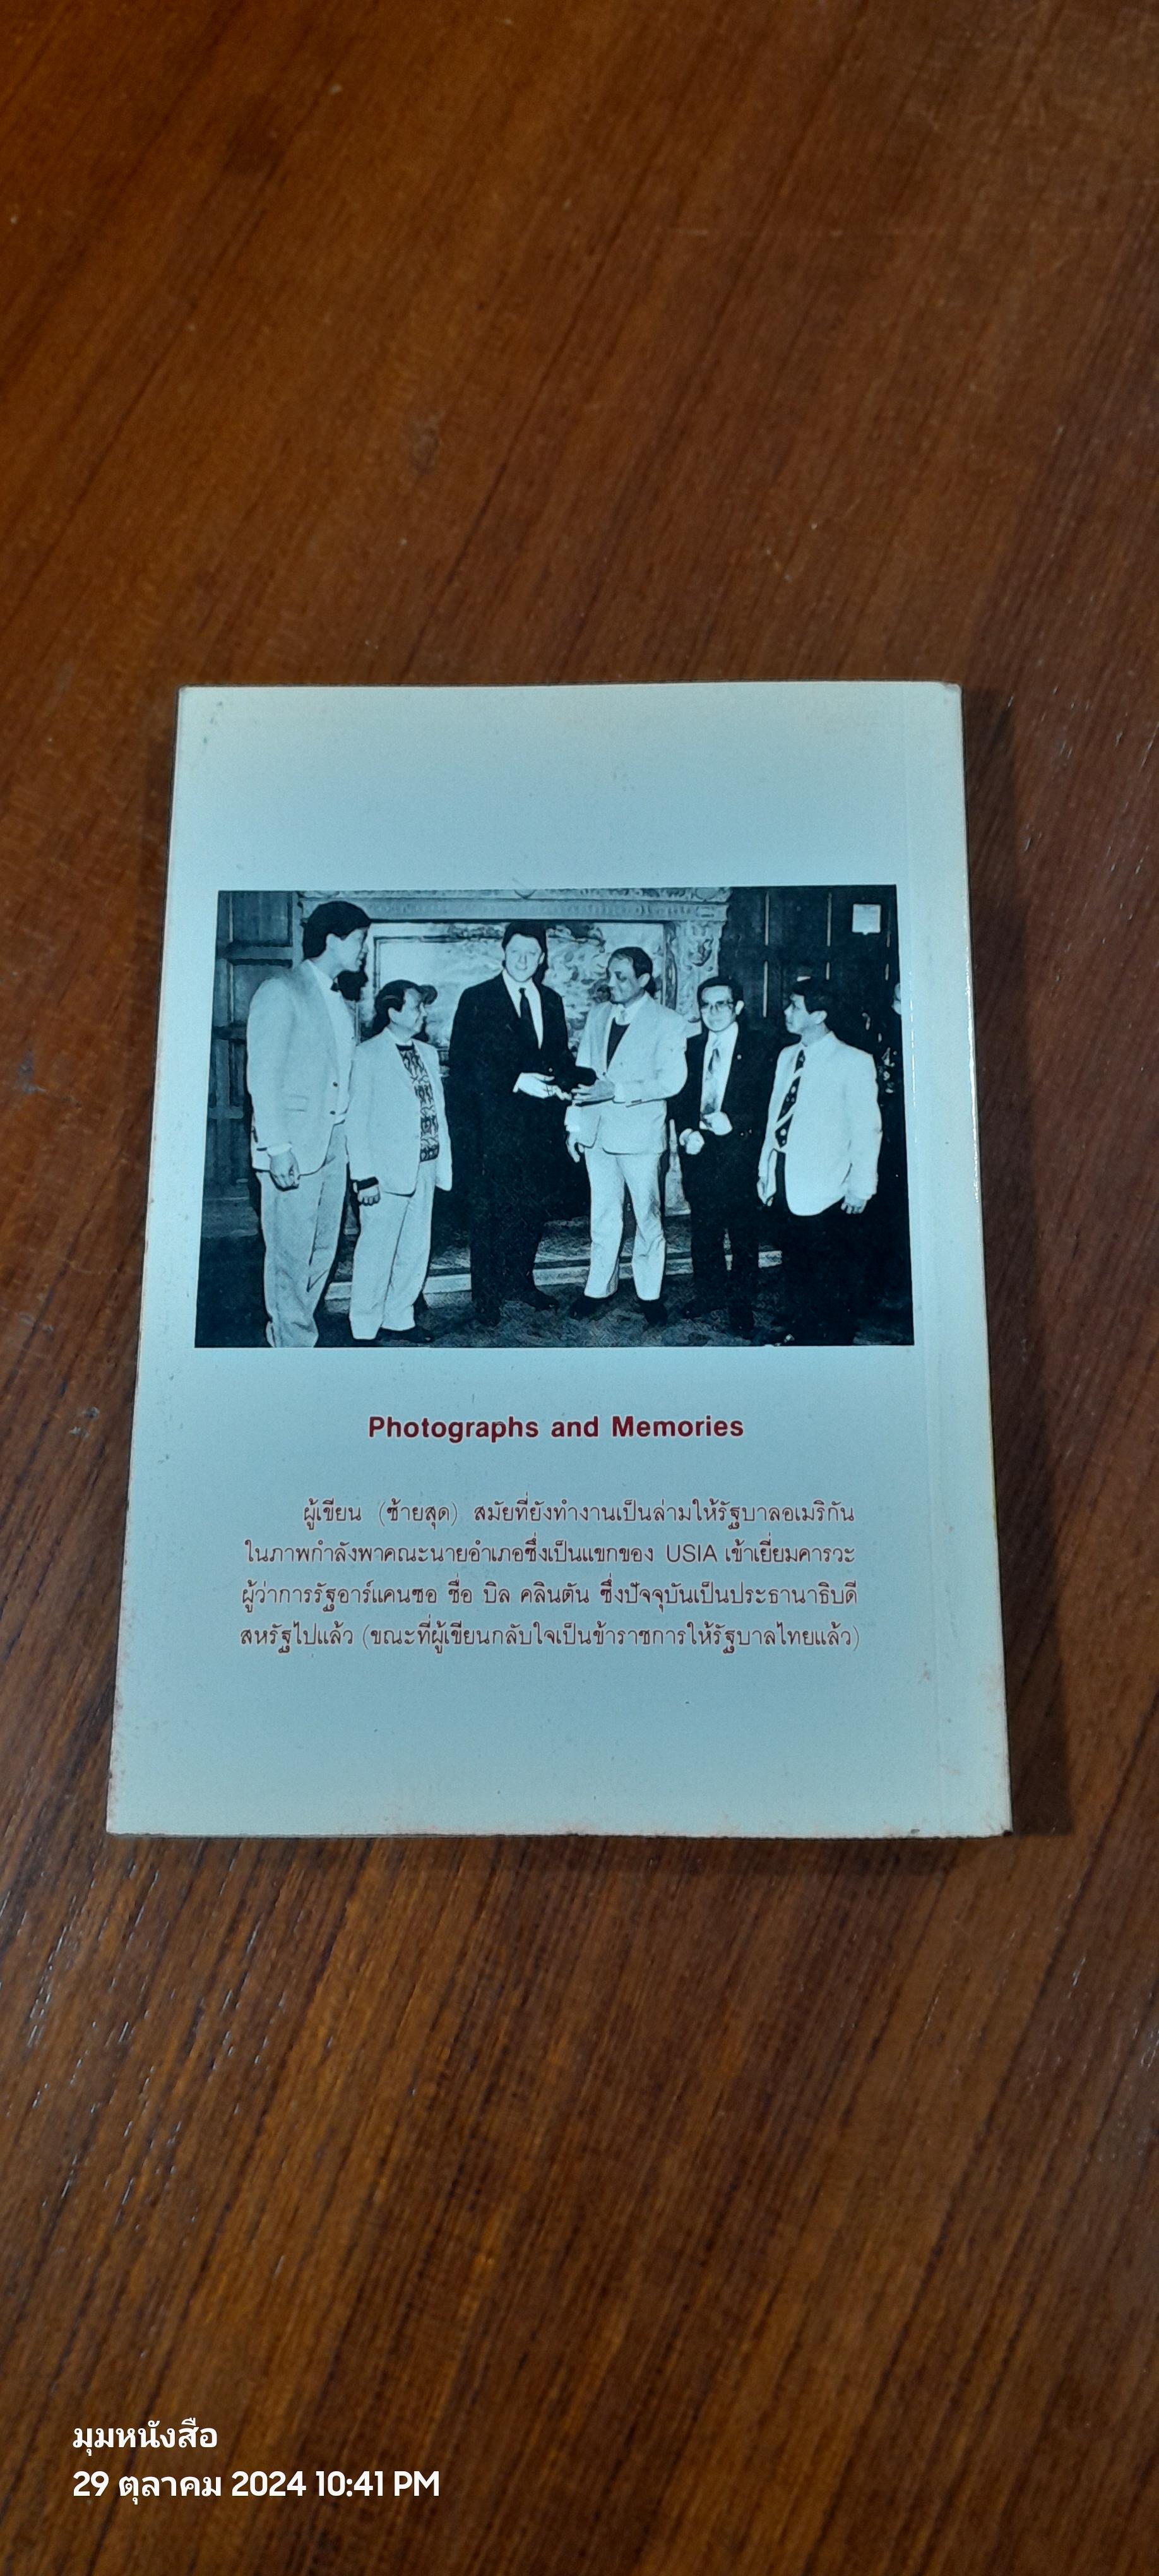 Photographs and Memories
ผู้เขียน (ซ้ายสุด) สมัยที่ยังทำงานเป็นล่ามให้รัฐบาลอเมริกัน
ในภาพกำลังพาคณะนายอำเภอซึ่งเป็นแขกของ USIA เข้าเยี่ยมคารวะ
ผู้ว่าการรัฐอาร์แคนซอ ชื่อ บิล คลินตัน ซึ่งปัจจุบันเป็นประธานาธิบดี
สหรัฐไปแล้ว (ขณะที่ผู้เขียนกลับใจเป็นข้าราชการให้รัฐบาลไทยแล้ว)
มุมหนังสือ
29 ตุลาคม 2024 10:41 PM